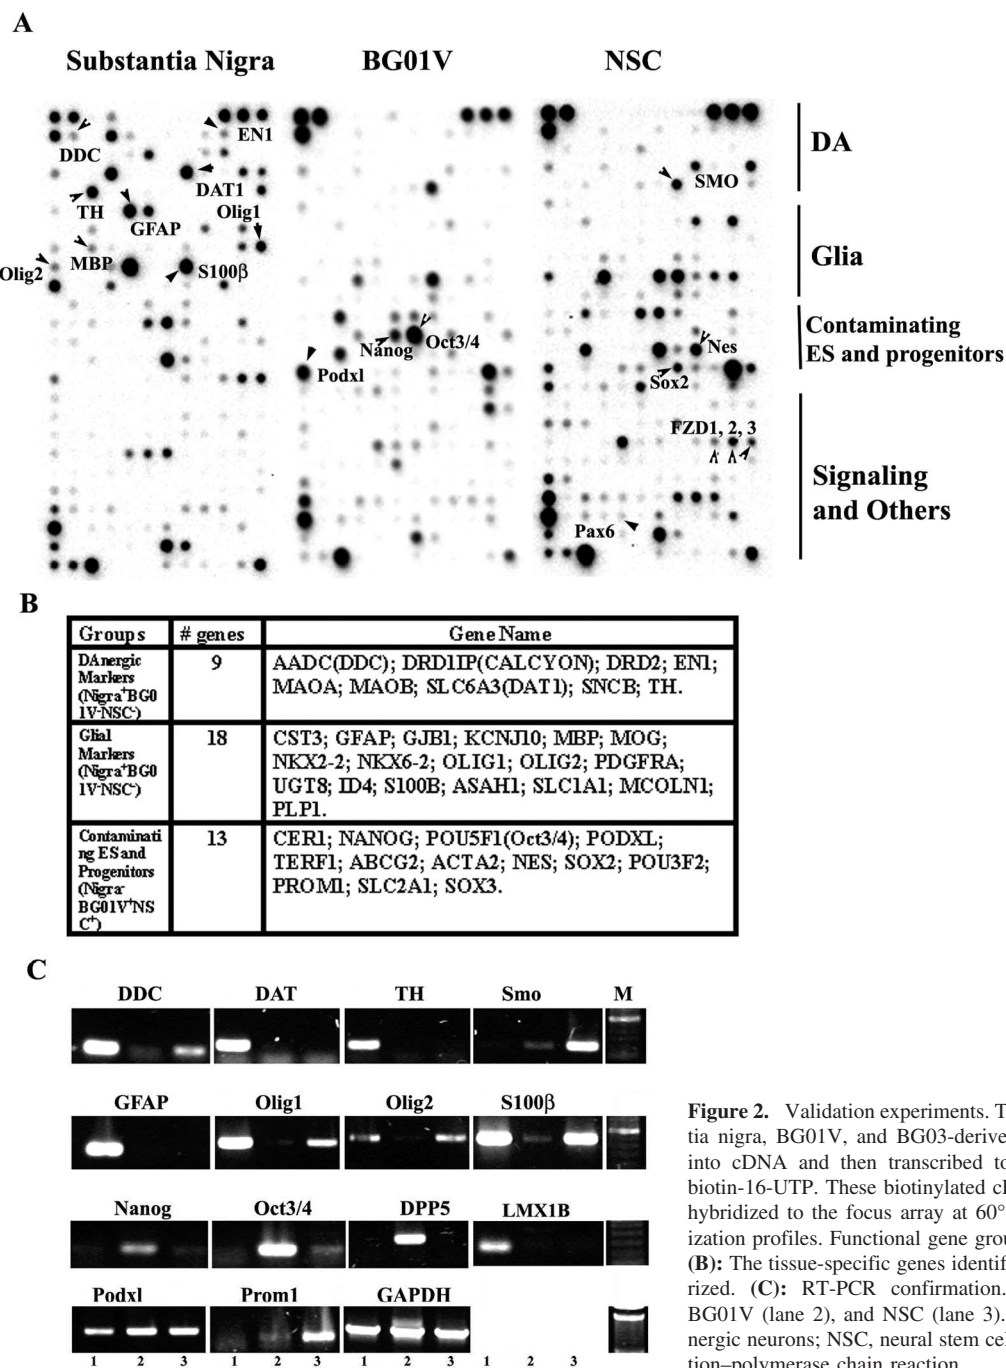 A
Substantia Nigra
BG01V
NSC
EN1
DDC
DAT1
TH
GFAP
Olig1
MBP
Olig2
S100β
Nanog
Oct3/4
Podxl
SMO
Nes
Sox2
FZD1, 2, 3
Pax6
DA
Glia
Contaminating
ES and progenitors
Signaling
and Others
B
Groups # genes Gene Name
DAnergic
Markers
(Nigra⁺BG0
1V⁻NSC⁻)
9
AADC(DDC); DRD1IP(CALCYON); DRD2; EN1;
MAOA; MAOB; SLC6A3(DAT1); SNCB; TH.
Glial
Markers
(Nigra⁺BG0
1V⁻NSC⁻)
18
CST3; GFAP; GJB1; KCNJ10; MBP; MOG;
NKX2-2; NKX6-2; OLIG1; OLIG2; PDGFRA;
UGT8; ID4; S100B; ASAH1; SLC1A1; MCOLN1;
PLP1.
Contaminati
ng ES and
Progenitors
(Nigra⁻
BG01V⁺NS
C⁺)
13
CER1; NANOG; POU5F1(Oct3/4); PODXL;
TERF1; ABCG2; ACTA2; NES; SOX2; POU3F2;
PROM1; SLC2A1; SOX3.
C
DDC DAT TH Smo M
GFAP Olig1 Olig2 S100β
Nanog Oct3/4 DPP5 LMX1B
Podxl Prom1 GAPDH
1 2 3 1 2 3 1 2 3 1 2 3
Figure 2. Validation experiments. T
tia nigra, BG01V, and BG03-derive
into cDNA and then transcribed to
biotin-16-UTP. These biotinylated cl
hybridized to the focus array at 60°
ization profiles. Functional gene grou
(B): The tissue-specific genes identif
rized. (C): RT-PCR confirmation.
BG01V (lane 2), and NSC (lane 3).
nergic neurons; NSC, neural stem cel
tion–polymerase chain reaction